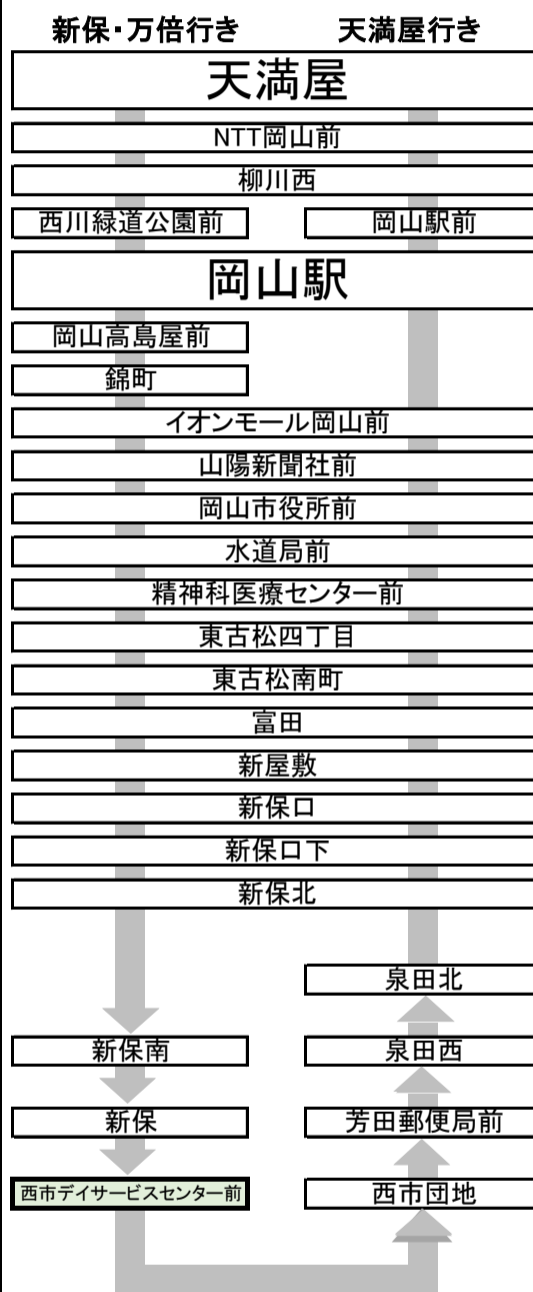 新保・万倍行き 天満屋行き
天満屋
NTT岡山前
柳川西
西川緑道公園前 岡山駅前
岡山駅
岡山高島屋前
錦町
イオンモール岡山前
山陽新聞社前
岡山市役所前
水道局前
精神科医療センター前
東古松四丁目
東古松南町
富田
新屋敷
新保口
新保口下
新保北
泉田北
新保南 泉田西
新保 芳田郵便局前
西市デイサービスセンター前 西市団地